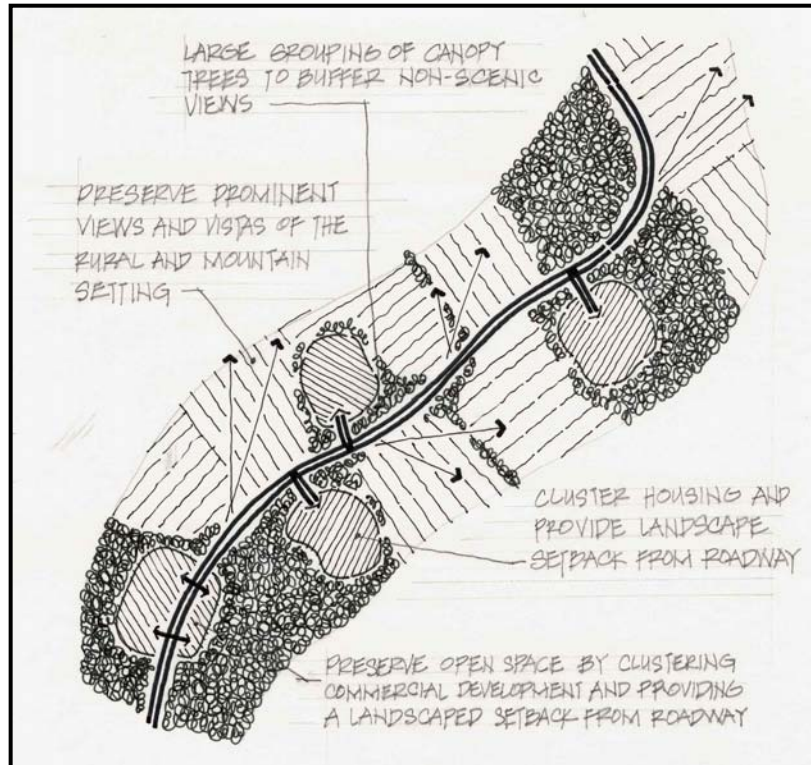 LARGE GROUPING OF CANOPY
TREES TO BUFFER NON-SCENIC
VIEWS
PRESERVE PROMINENT
VIEWS AND VISTAS OF THE
RURAL AND MOUNTAIN
SETTING
CLUSTER HOUSING AND
PROVIDE LANDSCAPE
SETBACK FROM ROADWAY
PRESERVE OPEN SPACE BY CLUSTERING
COMMERCIAL DEVELOPMENT AND PROVIDING
A LANDSCAPED SETBACK FROM ROADWAY